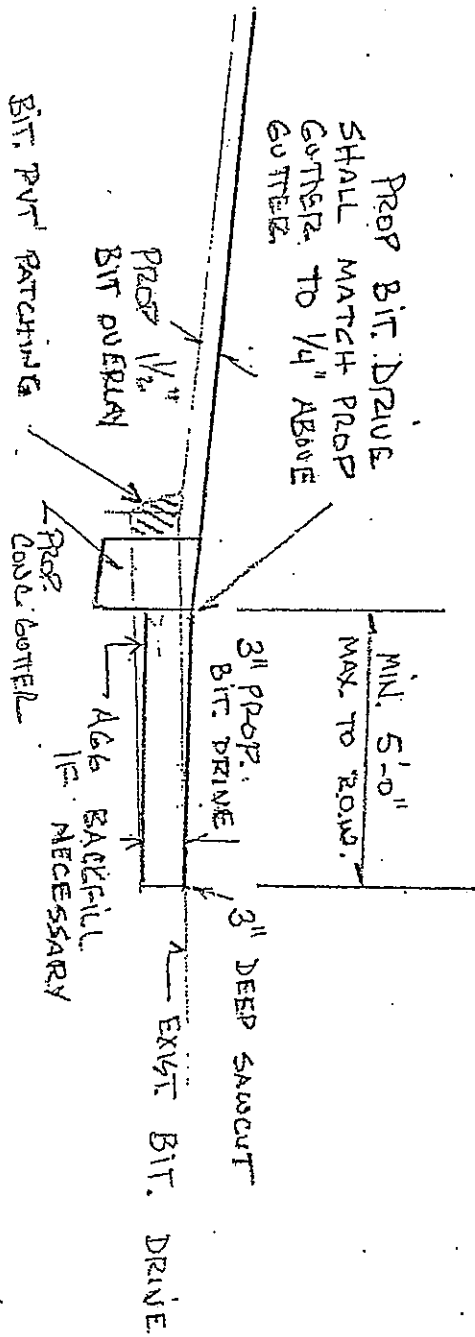 PROP BIT. DRIVE
SHALL MATCH PROP
GUTTER TO 1/4" ABOVE
GUTTER
MIN. 5'-0"
MAX. TO R.O.W.
PROP 1 1/2"
BIT OVERLAY
BIT. PVT PATCHING
PROP.
CONC. GUTTER
3" PROP.
BIT. DRIVE
AGG BACKFILL
IF NECESSARY
3" DEEP SAWCUT
EXIST. BIT. DRIVE